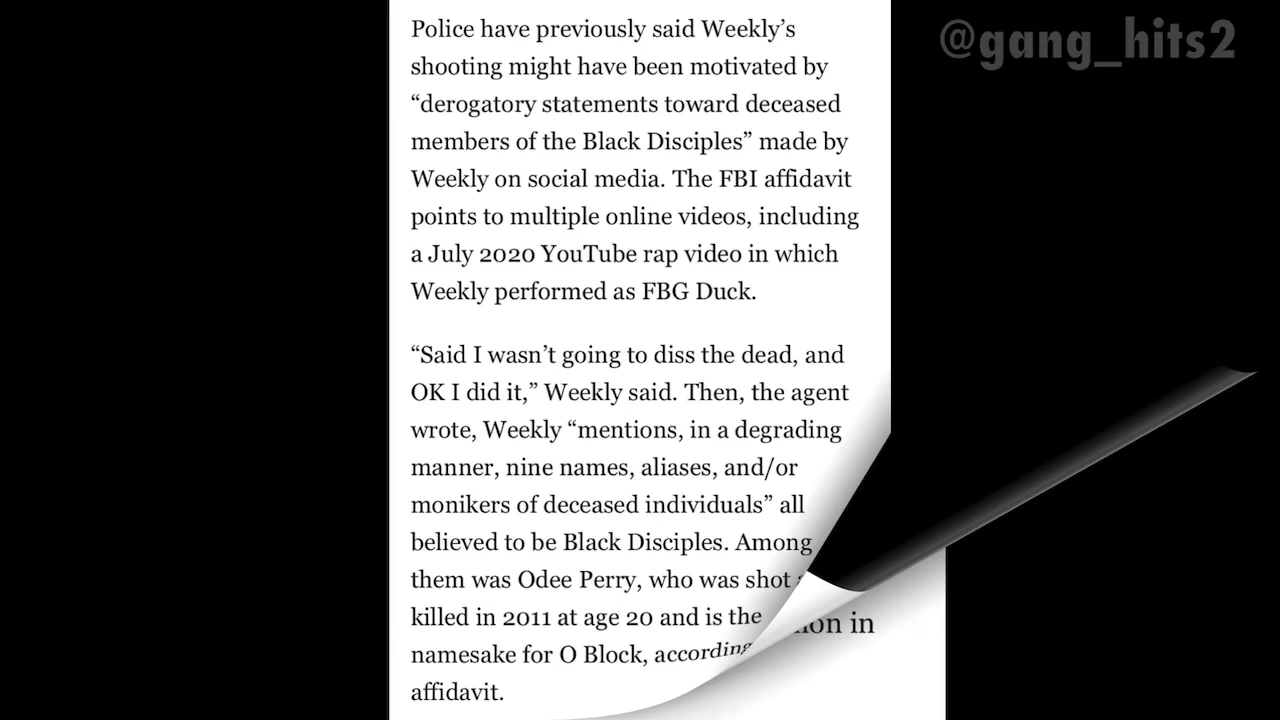 @gang_hits2
Police have previously said Weekly’s
shooting might have been motivated by
“derogatory statements toward deceased
members of the Black Disciples” made by
Weekly on social media. The FBI affidavit
points to multiple online videos, including
a July 2020 YouTube rap video in which
Weekly performed as FBG Duck.
“Said I wasn’t going to diss the dead, and
OK I did it,” Weekly said. Then, the agent
wrote, Weekly “mentions, in a degrading
manner, nine names, aliases, and/or
monikers of deceased individuals” all
believed to be Black Disciples. Among
them was Odee Perry, who was shot
killed in 2011 at age 20 and is the
namesake for O Block, according
affidavit.
in